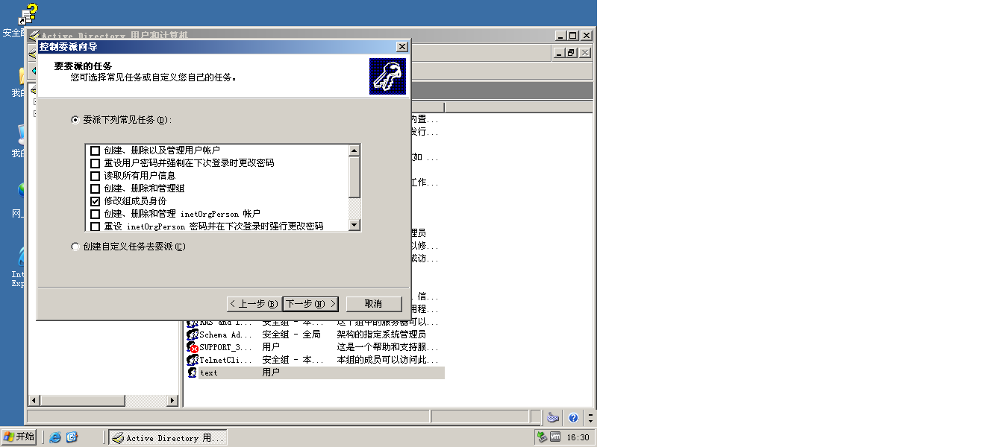 安全
Active Directory 用户和计算机
控制委派向导
要委派的任务
您可选择常见任务或自定义您自己的任务。
委派下列常见任务(D):
创建、删除以及管理用户帐户
重设用户密码并强制在下次登录时更改密码
读取所有用户信息
创建、删除和管理组
修改组成员身份
创建、删除和管理 inetOrgPerson 帐户
重设 inetOrgPerson 密码并在下次登录时强行更改密码
创建自定义任务去委派(C)
< 上一步(B)
下一步(N) >
取消
我的
我的
网上
Int
Exp
内置...
发行...
加 ...
工作...
理员
以修...
或访...
信...
用程...
RAS and I... 安全组 - 本... 这个组中的服务器可以...
Schema Ad... 安全组 - 全局 架构的指定系统管理员
SUPPORT_3... 用户 这是一个帮助和支持服...
TelnetCli... 安全组 - 本... 本组的成员可以访问此...
text 用户
开始
Active Directory 用...
16:30